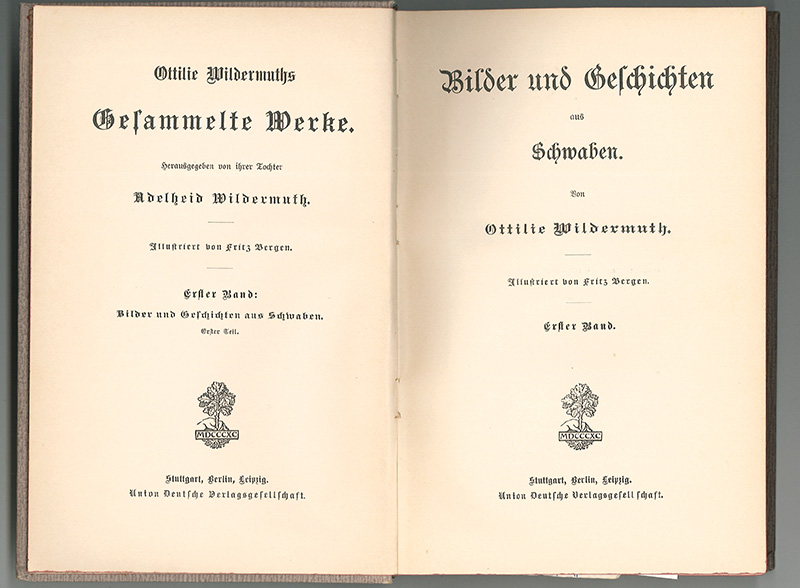 Ottilie Wildermuths
Gesammelte Werke.
Herausgegeben von ihrer Tochter
Adelheid Wildermuth.
Illustriert von Fritz Bergen.
Erster Band:
Bilder und Geschichten aus Schwaben.
Erster Teil.
MDCCCXC
Stuttgart, Berlin, Leipzig.
Union Deutsche Verlagsgesellschaft.
Bilder und Geschichten
aus
Schwaben.
Von
Ottilie Wildermuth.
Illustriert von Fritz Bergen.
Erster Band.
MDCCCXC
Stuttgart, Berlin, Leipzig.
Union Deutsche Verlagsgesellschaft.